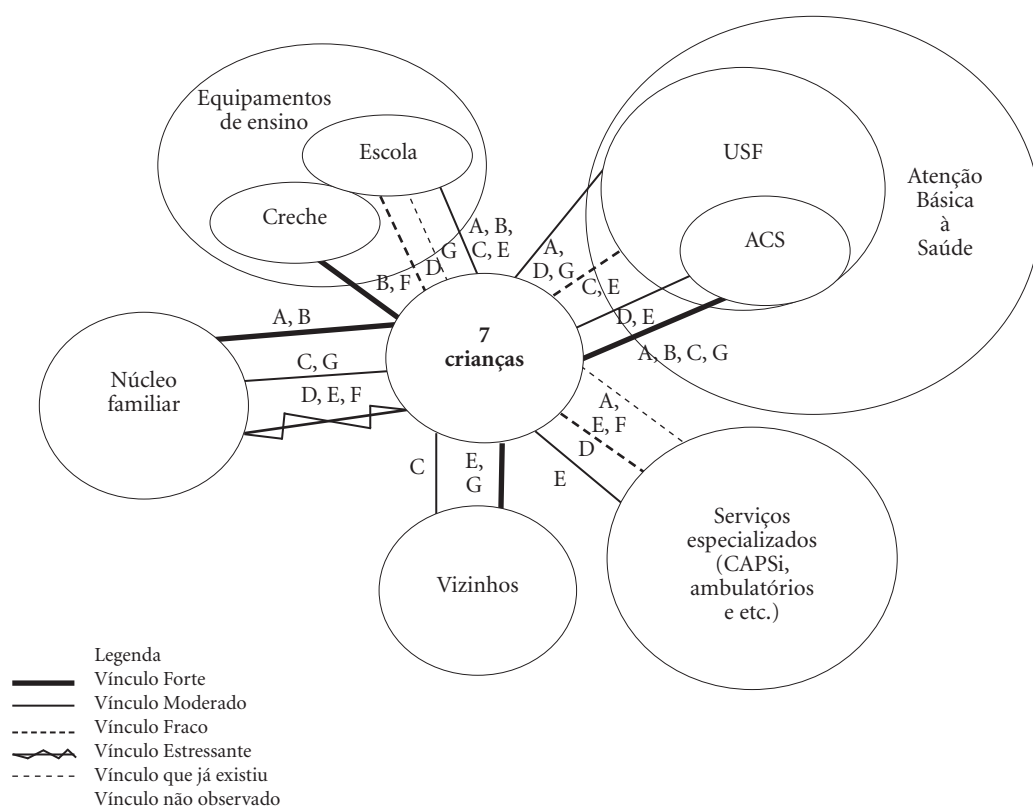 Equipamentos
de ensino
Escola
Creche
USF
ACS
Atenção
Básica
à
Saúde
A, B,
C, E
G
D
B, F
A,
D, G
C, E
D, E
A, B, C, G
A, B
C, G
D, E, F
Núcleo
familiar
7
crianças
A,
E, F
D
E
C
E,
G
Vizinhos
Serviços
especializados
(CAPSi,
ambulatórios
e etc.)
Legenda
Vínculo Forte
Vínculo Moderado
Vínculo Fraco
Vínculo Estressante
Vínculo que já existiu
Vínculo não observado